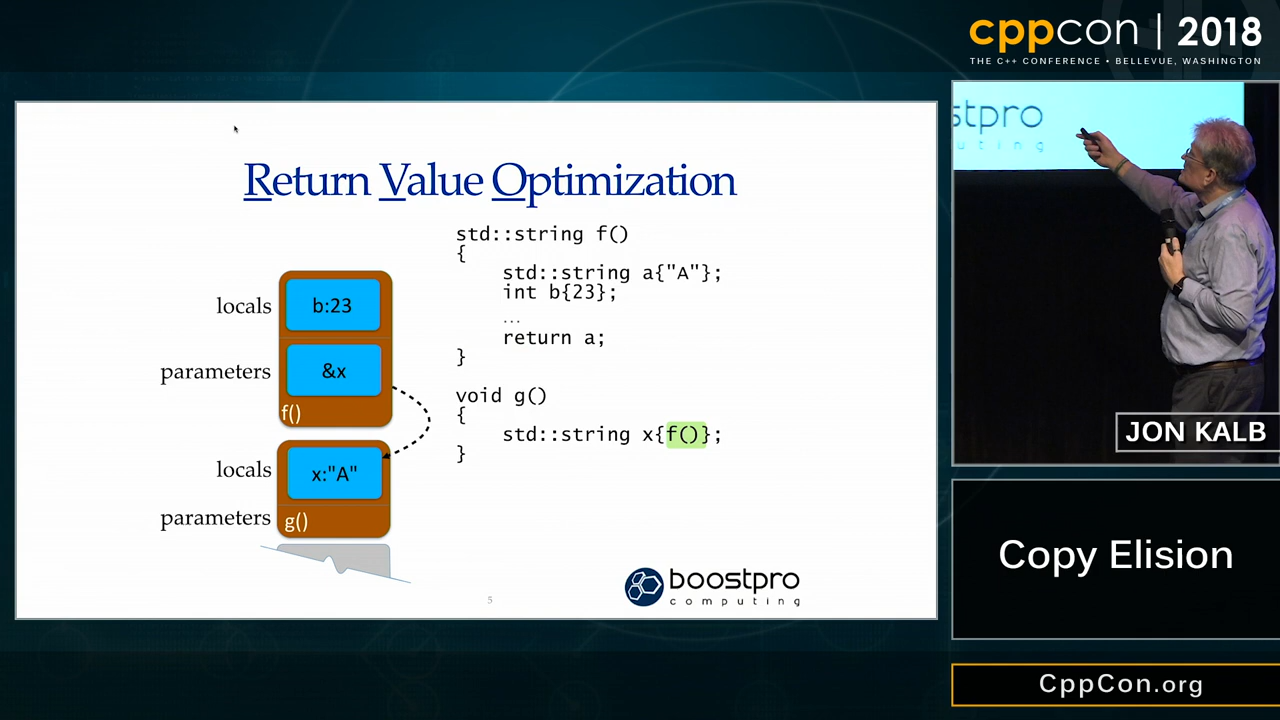 cppcon | 2018
THE C++ CONFERENCE • BELLEVUE, WASHINGTON
Return Value Optimization
std::string f()
{
std::string a{"A"};
int b{23};
...
return a;
}
void g()
{
std::string x{f()};
}
locals
b:23
parameters
&x
f()
locals
x:"A"
parameters
g()
5
boostpro
computing
stpro
uting
JON KALB
Copy Elision
CppCon.org